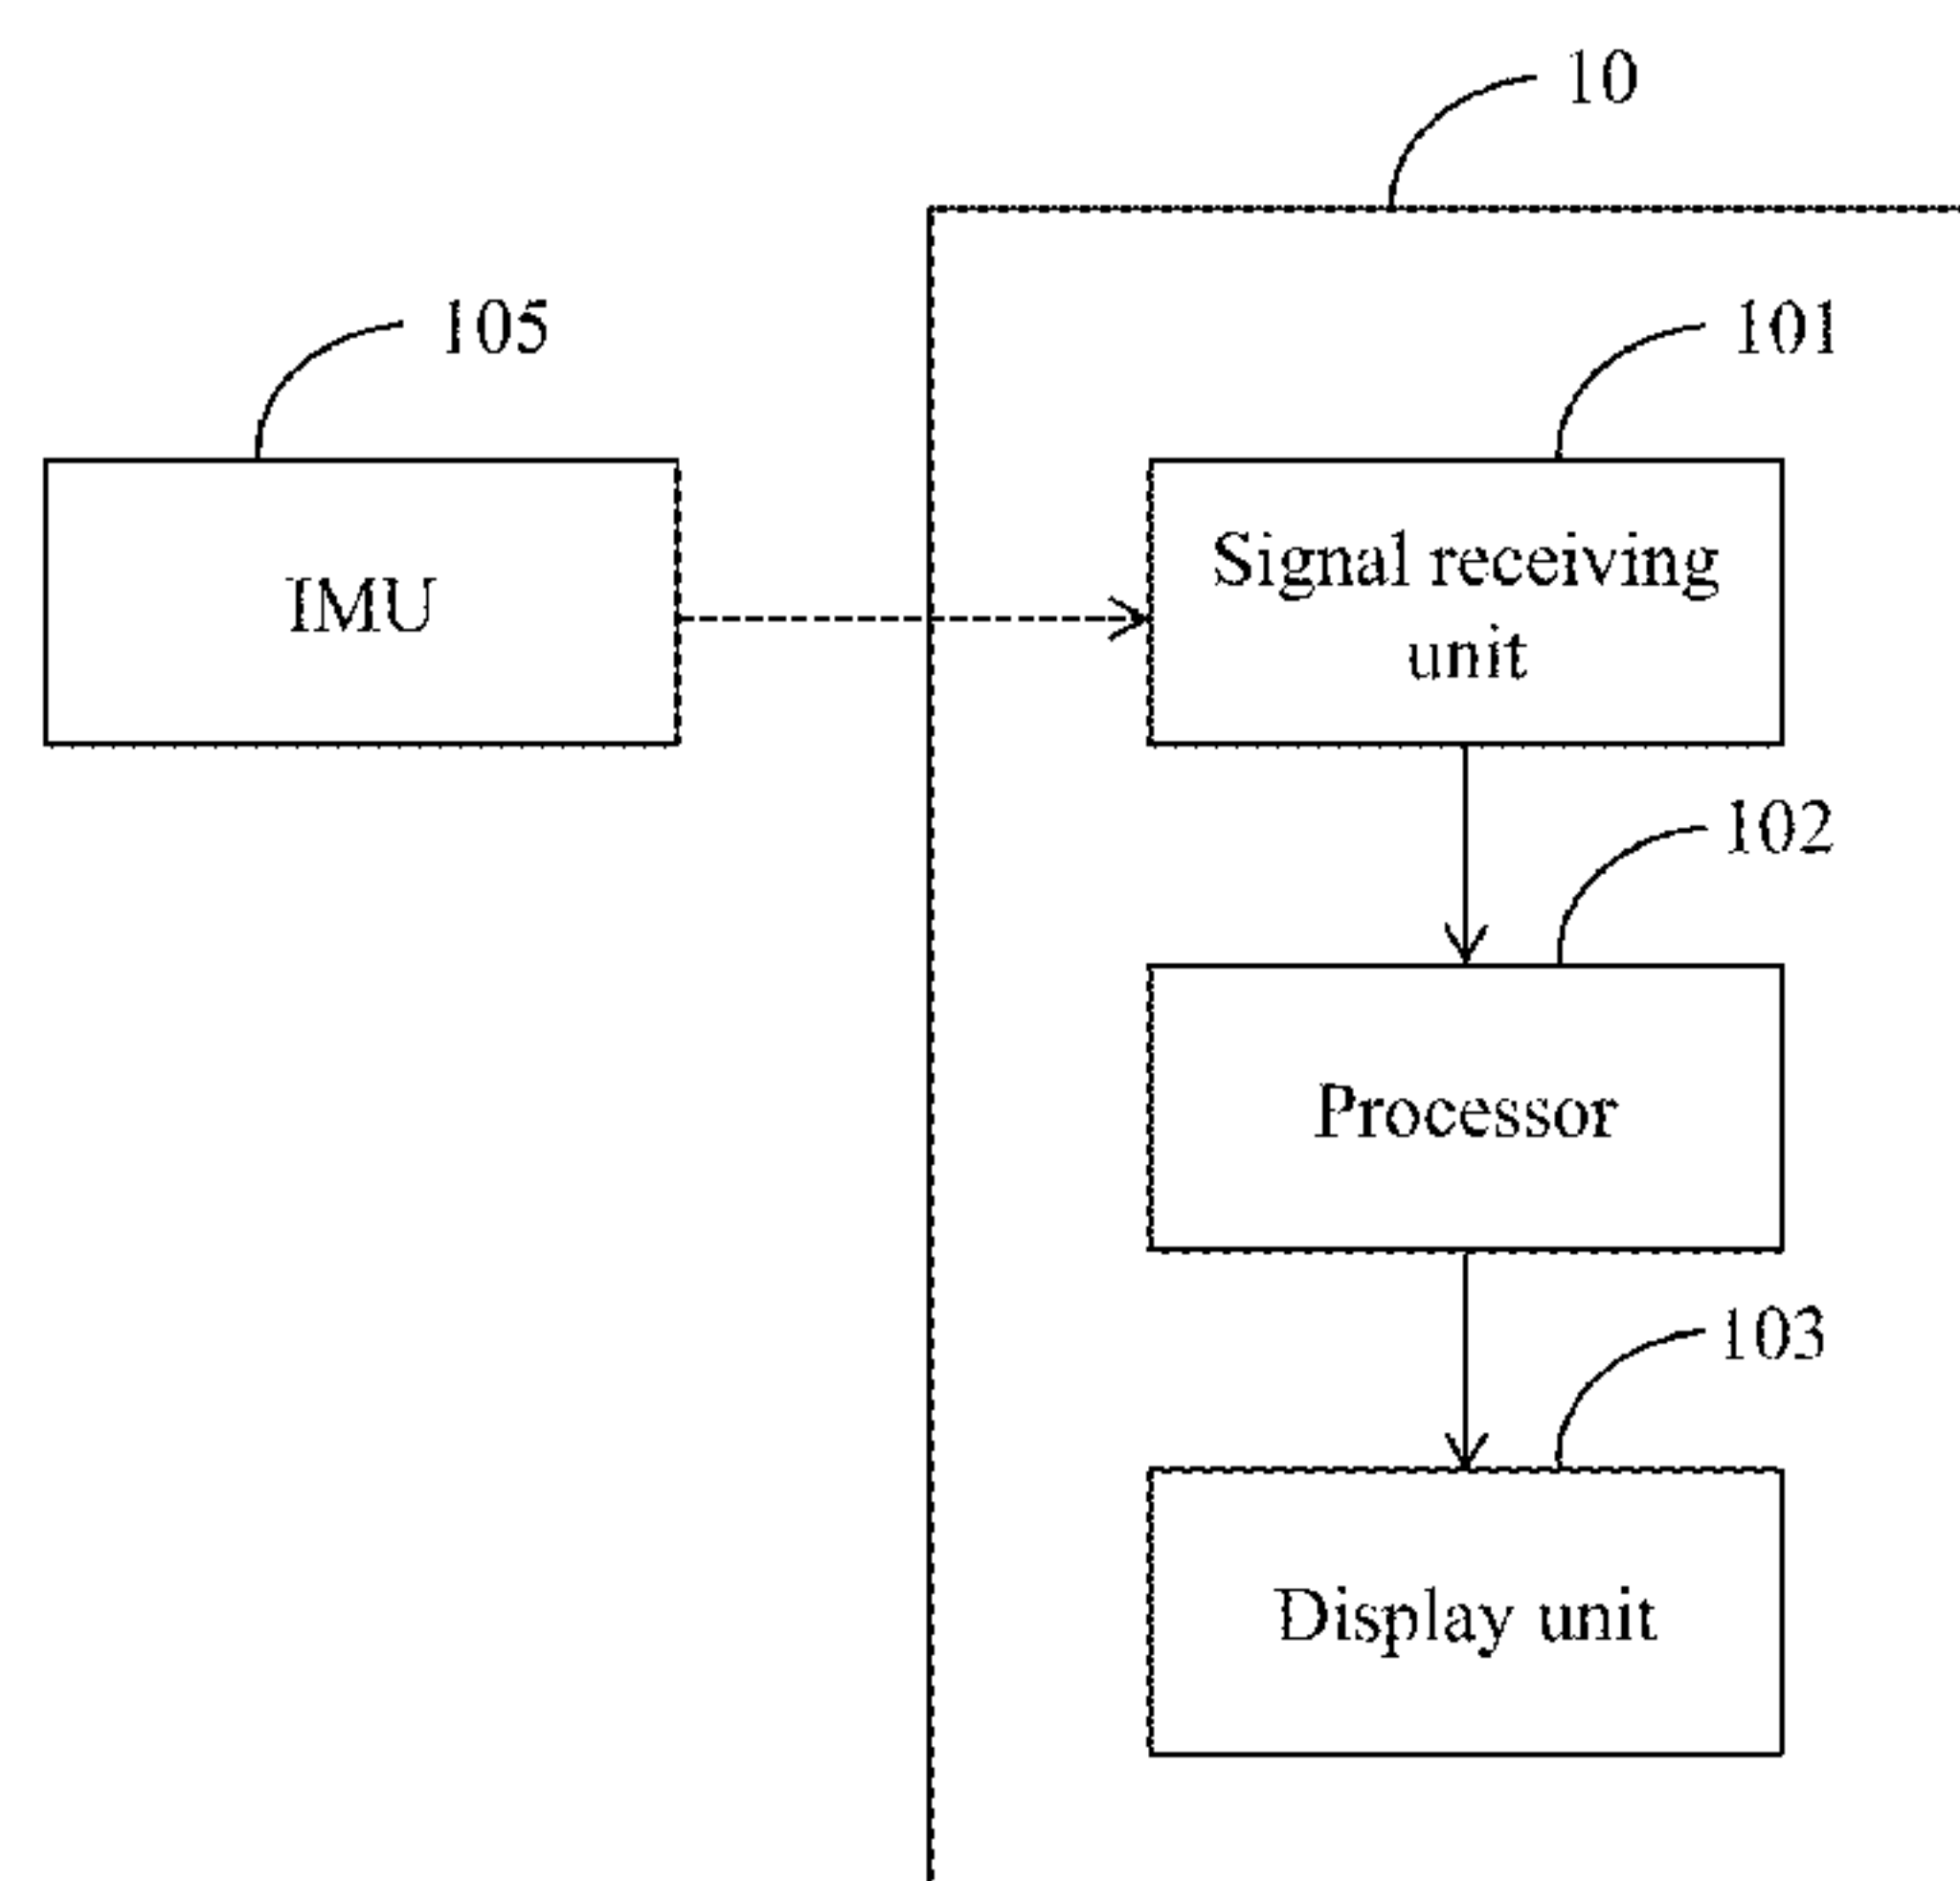 10
105
101
IMU
Signal receiving
unit
102
Processor
103
Display unit